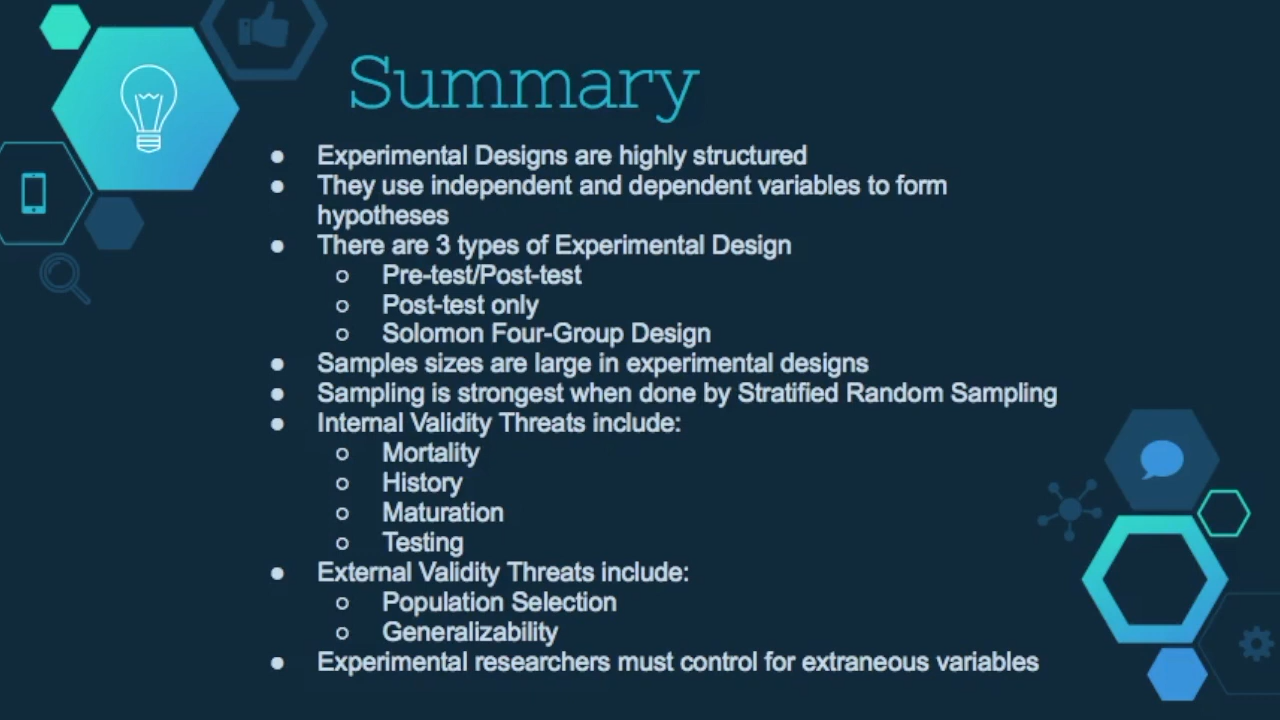 Summary
● Experimental Designs are highly structured
● They use independent and dependent variables to form
hypotheses
● There are 3 types of Experimental Design
○ Pre-test/Post-test
○ Post-test only
○ Solomon Four-Group Design
● Samples sizes are large in experimental designs
● Sampling is strongest when done by Stratified Random Sampling
● Internal Validity Threats include:
○ Mortality
○ History
○ Maturation
○ Testing
● External Validity Threats include:
○ Population Selection
○ Generalizability
● Experimental researchers must control for extraneous variables